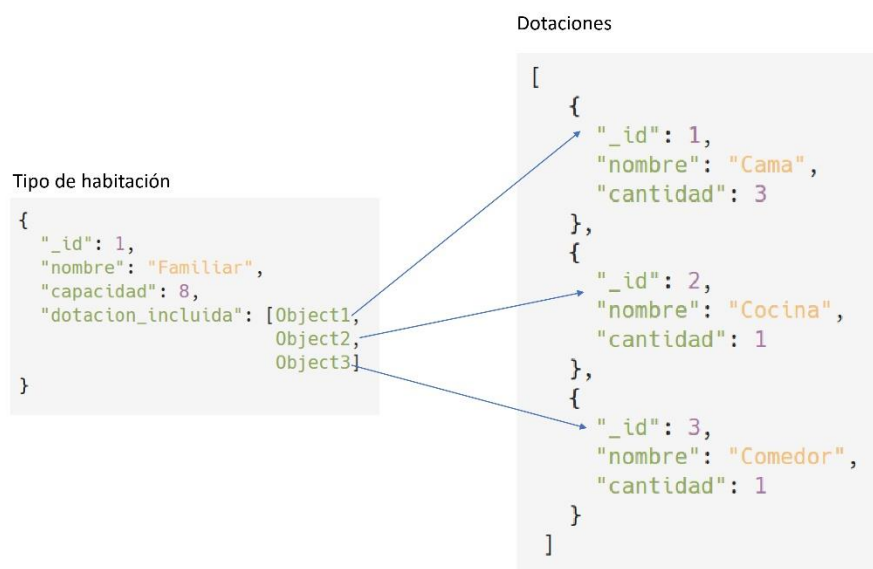 Tipo de habitación
{
"_id": 1,
"nombre": "Familiar",
"capacidad": 8,
"dotacion_incluida": [Object1,
Object2,
Object3]
}
Dotaciones
[
{
"_id": 1,
"nombre": "Cama",
"cantidad": 3
},
{
"_id": 2,
"nombre": "Cocina",
"cantidad": 1
},
{
"_id": 3,
"nombre": "Comedor",
"cantidad": 1
}
]